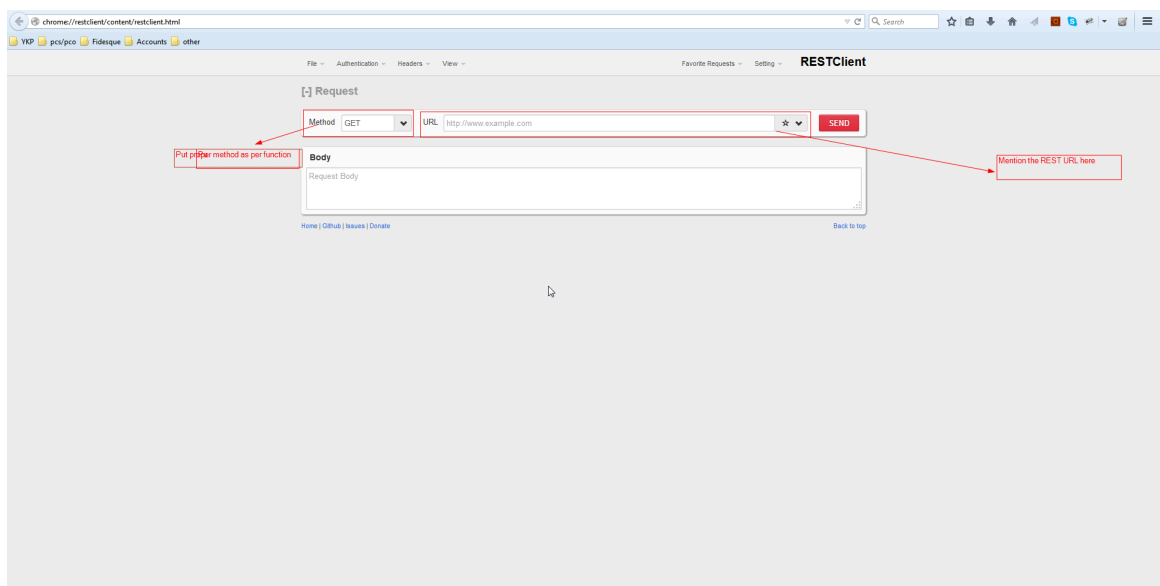 chrome://restclient/content/restclient.html
Search
YKP pcs/pco Fidesque Accounts other
File Authentication Headers View Favorite Requests Setting RESTClient
[-] Request
Method GET URL http://www.example.com SEND
Put proper method as per function
Mention the REST URL here
Body
Request Body
Home | Github | Issues | Donate
Back to top